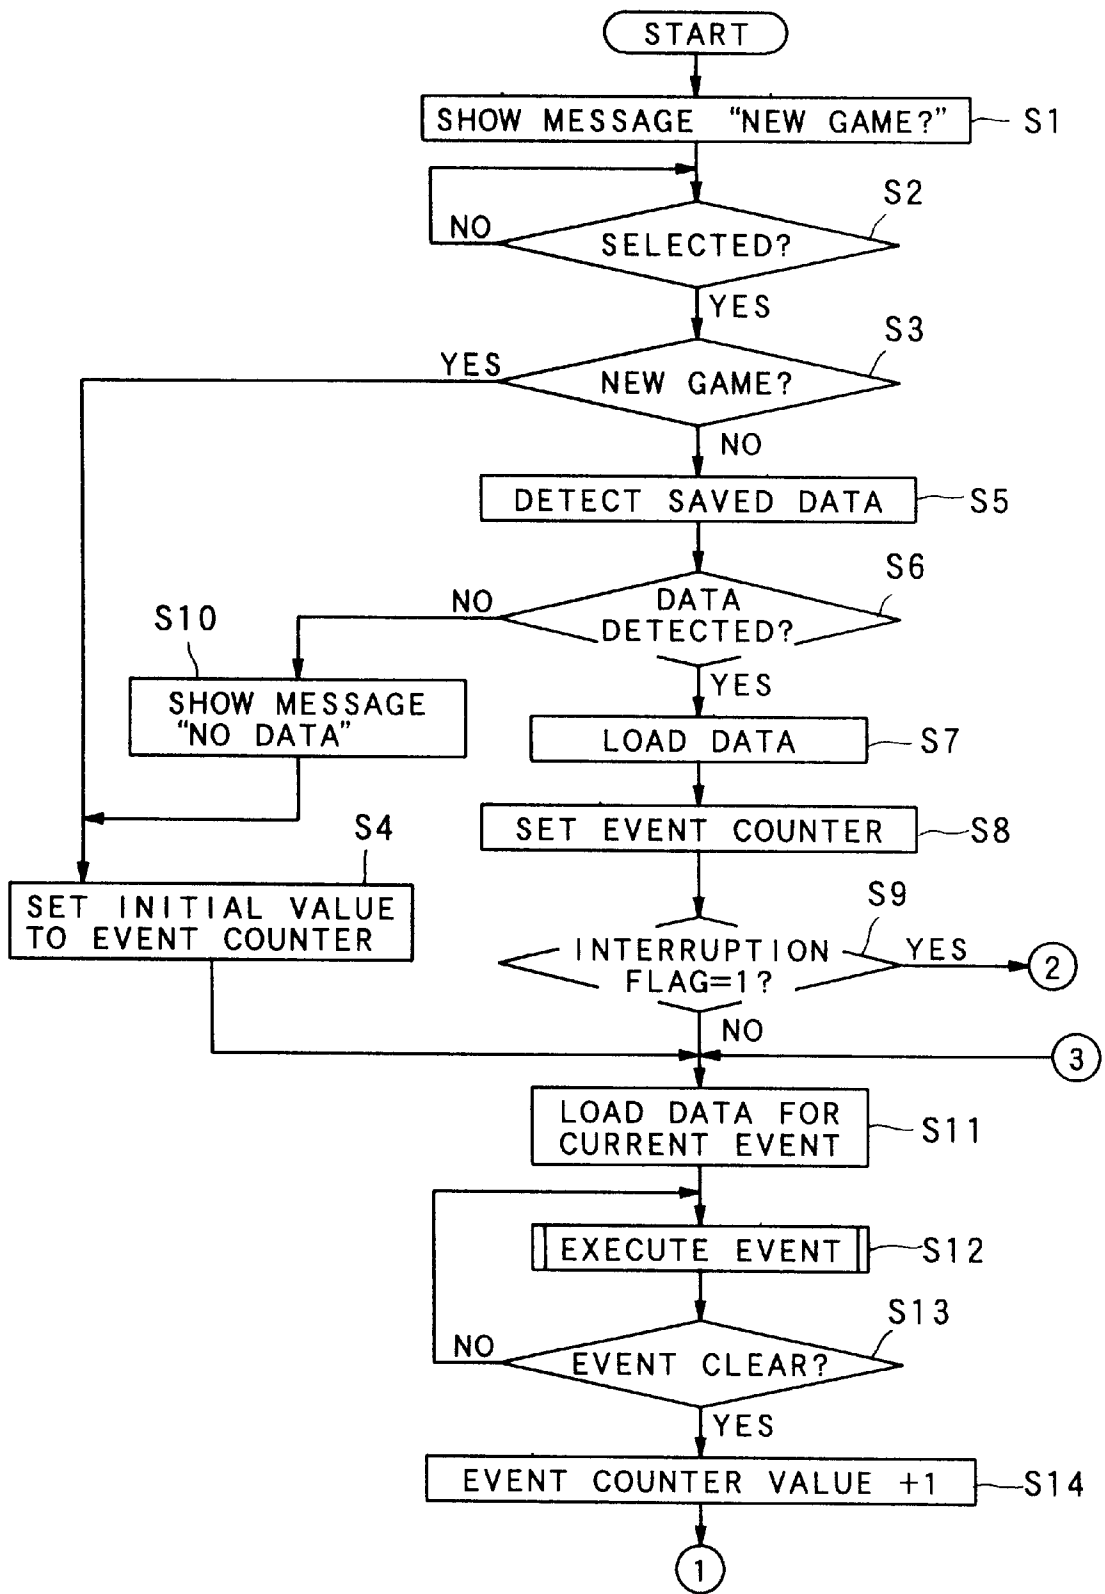 START
SHOW MESSAGE "NEW GAME?"
S1
S2
NO
SELECTED?
YES
S3
YES
NEW GAME?
NO
DETECT SAVED DATA
S5
S6
NO
DATA
DETECTED?
S10
YES
SHOW MESSAGE
"NO DATA"
LOAD DATA
S7
S4
SET EVENT COUNTER
S8
SET INITIAL VALUE
TO EVENT COUNTER
S9
INTERRUPTION
FLAG=1?
YES
2
NO
3
LOAD DATA FOR
CURRENT EVENT
S11
EXECUTE EVENT
S12
S13
NO
EVENT CLEAR?
YES
EVENT COUNTER VALUE +1
S14
1